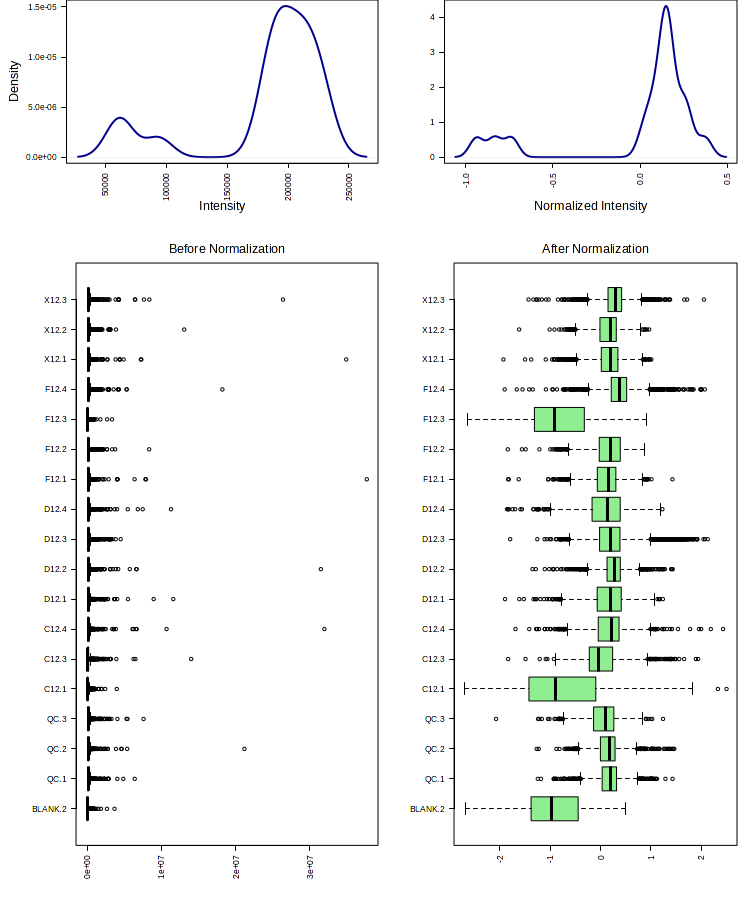 1.5e-05
1.0e-05
5.0e-06
0.0e+00
Density
50000
100000
150000
200000
250000
Intensity
4
3
2
1
0
-1.0
-0.5
0.0
0.5
Normalized Intensity
Before Normalization
X12.3
X12.2
X12.1
F12.4
F12.3
F12.2
F12.1
D12.4
D12.3
D12.2
D12.1
C12.4
C12.3
C12.1
QC.3
QC.2
QC.1
BLANK.2
0e+00
1e+07
2e+07
3e+07
After Normalization
X12.3
X12.2
X12.1
F12.4
F12.3
F12.2
F12.1
D12.4
D12.3
D12.2
D12.1
C12.4
C12.3
C12.1
QC.3
QC.2
QC.1
BLANK.2
-2
-1
0
1
2